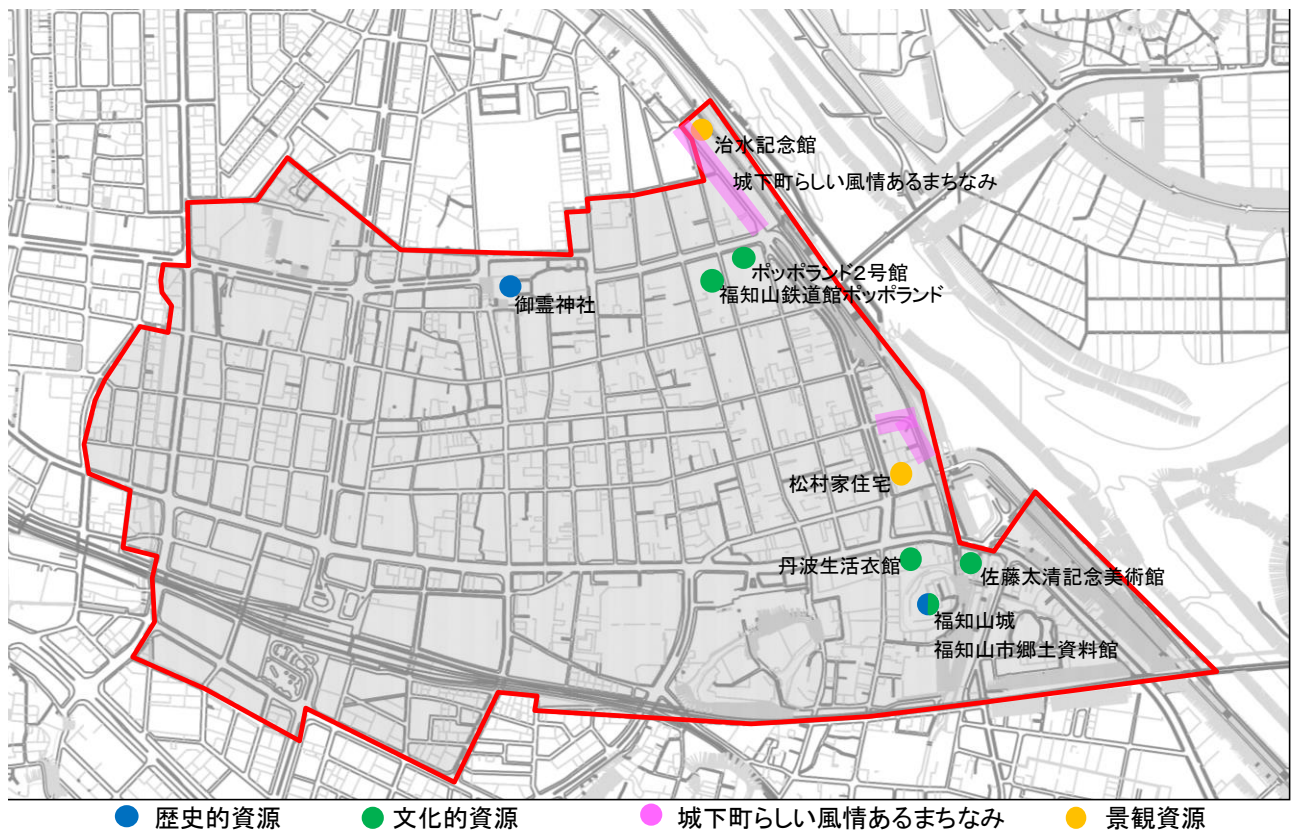 治水記念館
城下町らしい風情あるまちなみ
ポッポランド2号館
福知山鉄道館ポッポランド
御霊神社
松村家住宅
丹波生活衣館
佐藤太清記念美術館
福知山城
福知山市郷土資料館
歴史的資源
文化的資源
城下町らしい風情あるまちなみ
景観資源